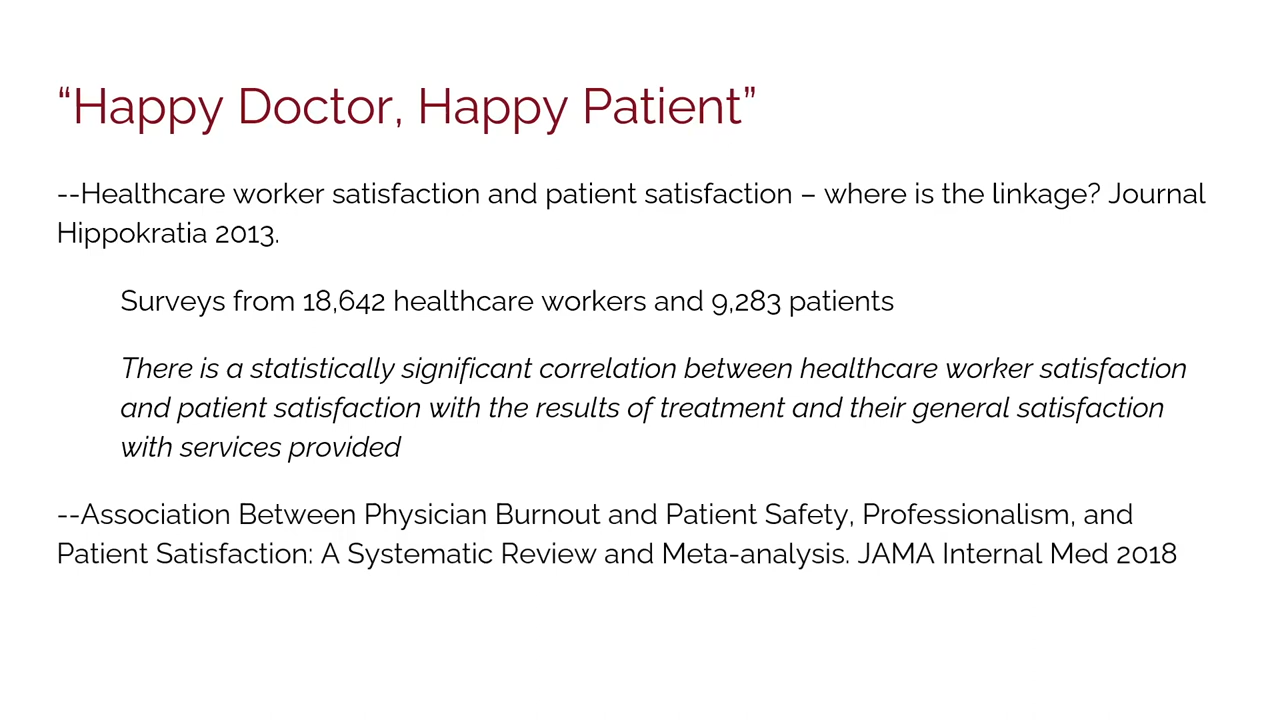 “Happy Doctor, Happy Patient”
--Healthcare worker satisfaction and patient satisfaction – where is the linkage? Journal
Hippokratia 2013.
Surveys from 18,642 healthcare workers and 9,283 patients
There is a statistically significant correlation between healthcare worker satisfaction
and patient satisfaction with the results of treatment and their general satisfaction
with services provided
--Association Between Physician Burnout and Patient Safety, Professionalism, and
Patient Satisfaction: A Systematic Review and Meta-analysis. JAMA Internal Med 2018